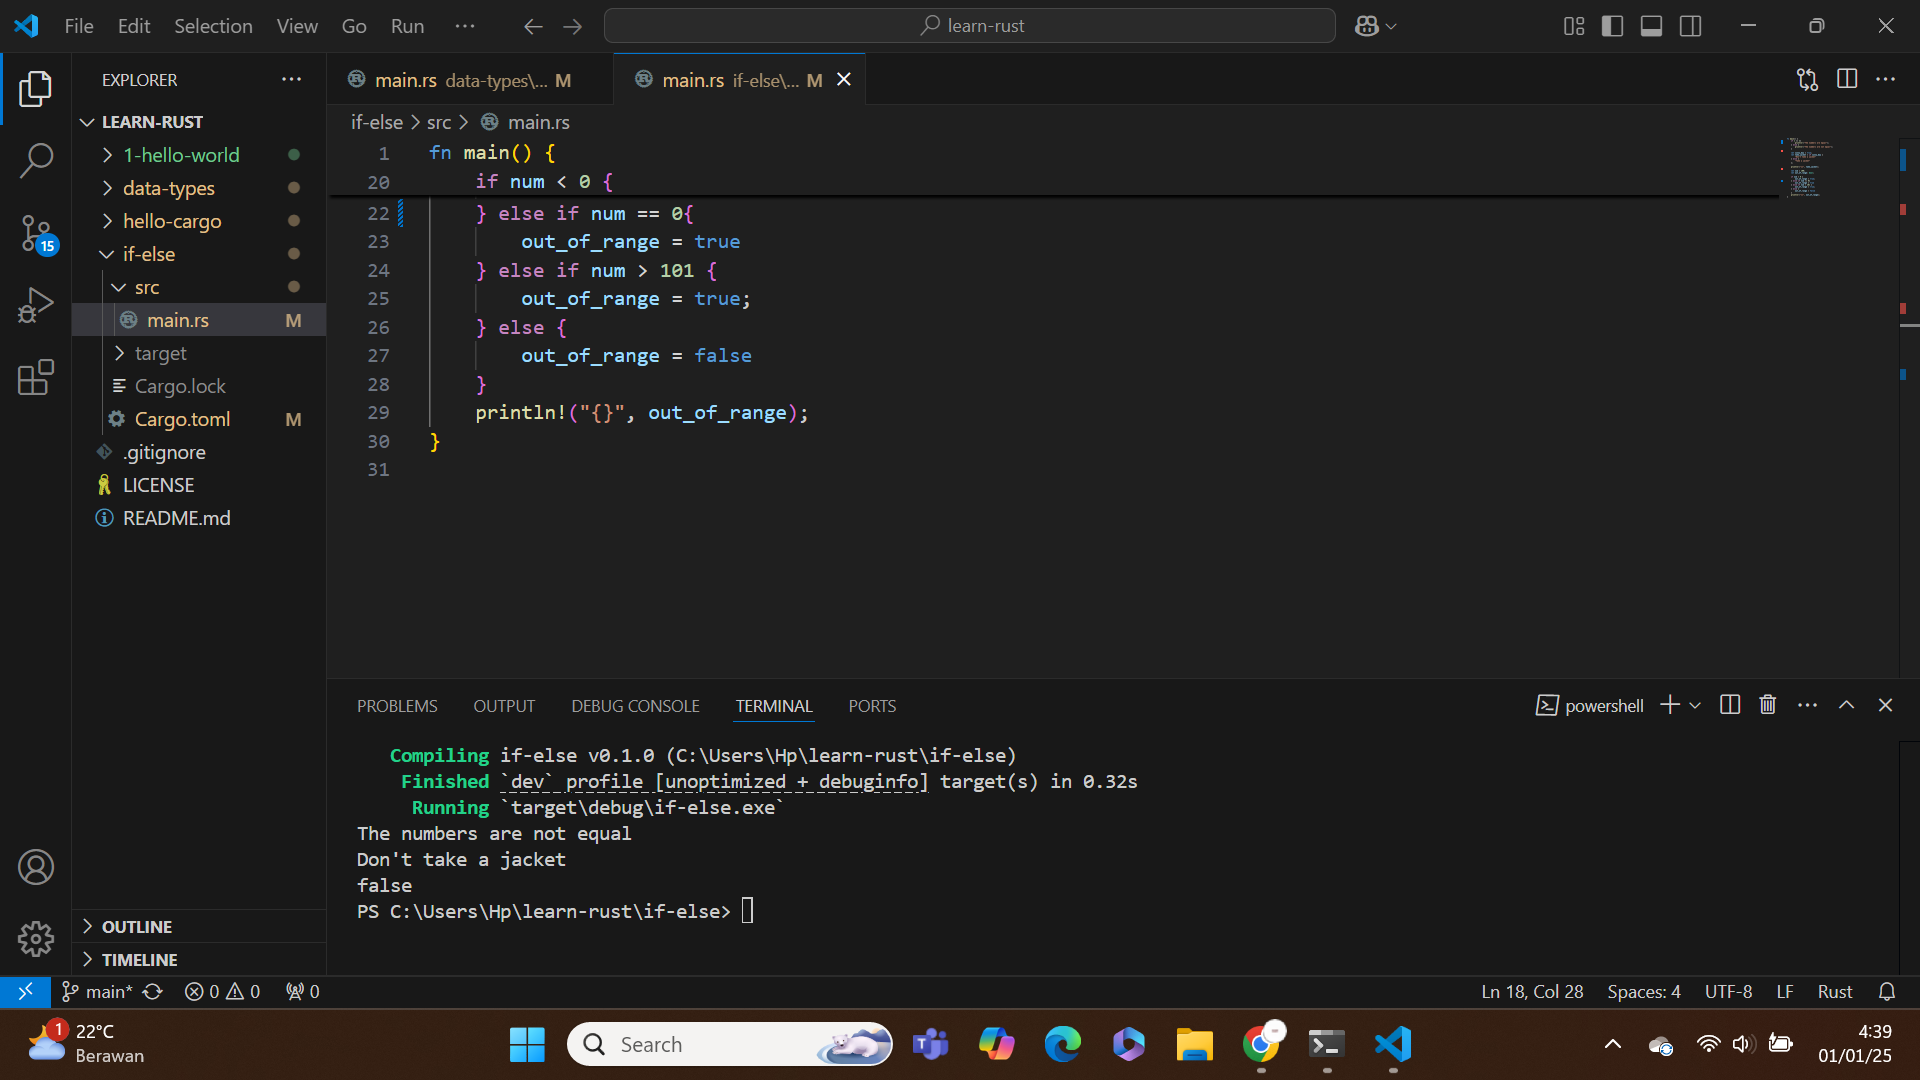 File Edit Selection View Go Run ··· learn-rust
EXPLORER ···
LEARN-RUST
1-hello-world
data-types
hello-cargo
if-else
src
main.rs M
target
Cargo.lock
Cargo.toml M
.gitignore
LICENSE
README.md
OUTLINE
TIMELINE
15
main.rs data-types\... M
main.rs if-else\... M
if-else > src > main.rs
1 fn main() {
20 if num < 0 {
22 } else if num == 0{
23 out_of_range = true
24 } else if num > 101 {
25 out_of_range = true;
26 } else {
27 out_of_range = false
28 }
29 println!("{}", out_of_range);
30 }
31
PROBLEMS OUTPUT DEBUG CONSOLE TERMINAL PORTS powershell
Compiling if-else v0.1.0 (C:\Users\Hp\learn-rust\if-else)
Finished `dev` profile [unoptimized + debuginfo] target(s) in 0.32s
Running `target\debug\if-else.exe`
The numbers are not equal
Don't take a jacket
false
PS C:\Users\Hp\learn-rust\if-else>
main* 0 0 0 Ln 18, Col 28 Spaces: 4 UTF-8 LF Rust
1 22°C
Berawan
Search
4:39
01/01/25